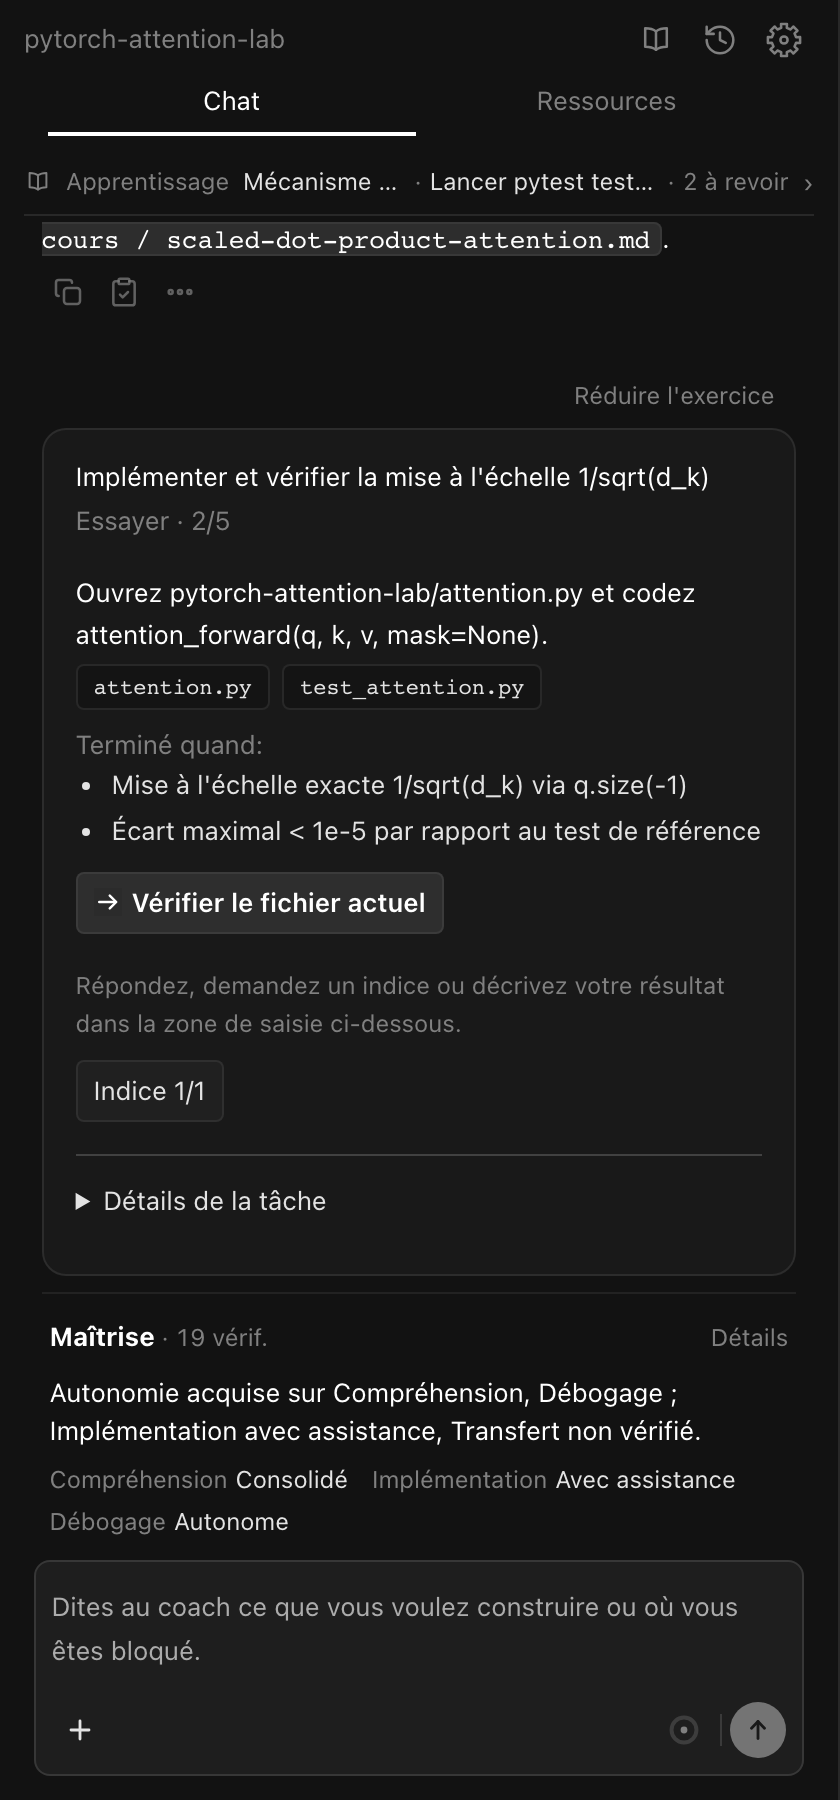 pytorch-attention-lab
Chat
Ressources
Apprentissage Mécanisme ... · Lancer pytest test... · 2 à revoir ›
cours / scaled-dot-product-attention.md .
Réduire l'exercice
Implémenter et vérifier la mise à l'échelle 1/sqrt(d_k)
Essayer · 2/5
Ouvrez pytorch-attention-lab/attention.py et codez
attention_forward(q, k, v, mask=None).
attention.py test_attention.py
Terminé quand:
• Mise à l'échelle exacte 1/sqrt(d_k) via q.size(-1)
• Écart maximal < 1e-5 par rapport au test de référence
→ Vérifier le fichier actuel
Répondez, demandez un indice ou décrivez votre résultat
dans la zone de saisie ci-dessous.
Indice 1/1
▶ Détails de la tâche
Maîtrise · 19 vérif. Détails
Autonomie acquise sur Compréhension, Débogage ;
Implémentation avec assistance, Transfert non vérifié.
Compréhension Consolidé Implémentation Avec assistance
Débogage Autonome
Dites au coach ce que vous voulez construire ou où vous
êtes bloqué.